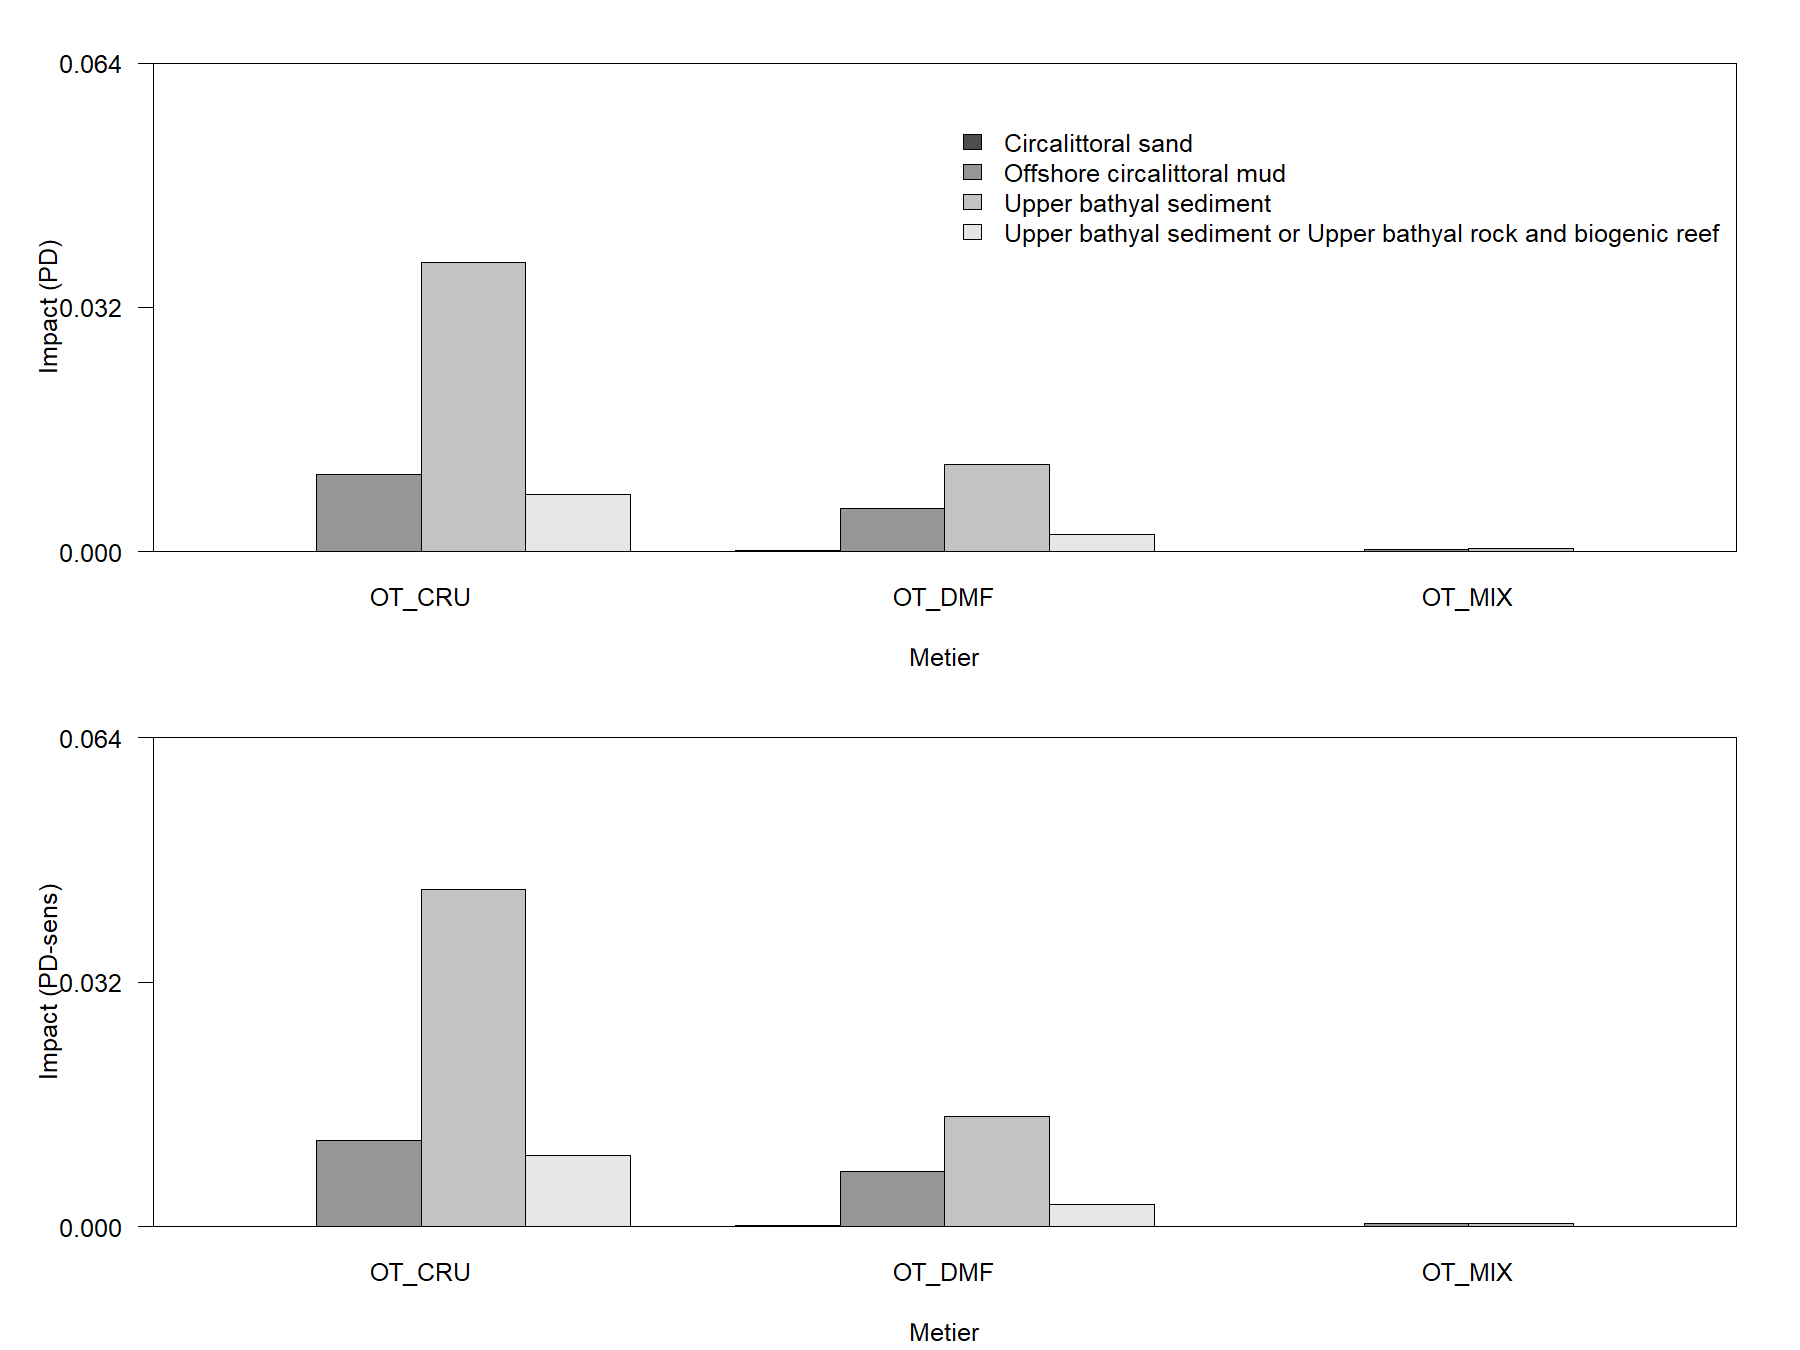 0.064
0.032
0.000
Impact (PD)
Circalittoral sand
Offshore circalittoral mud
Upper bathyal sediment
Upper bathyal sediment or Upper bathyal rock and biogenic reef
OT_CRU OT_DMF OT_MIX
Metier
0.064
0.032
0.000
Impact (PD-sens)
OT_CRU OT_DMF OT_MIX
Metier